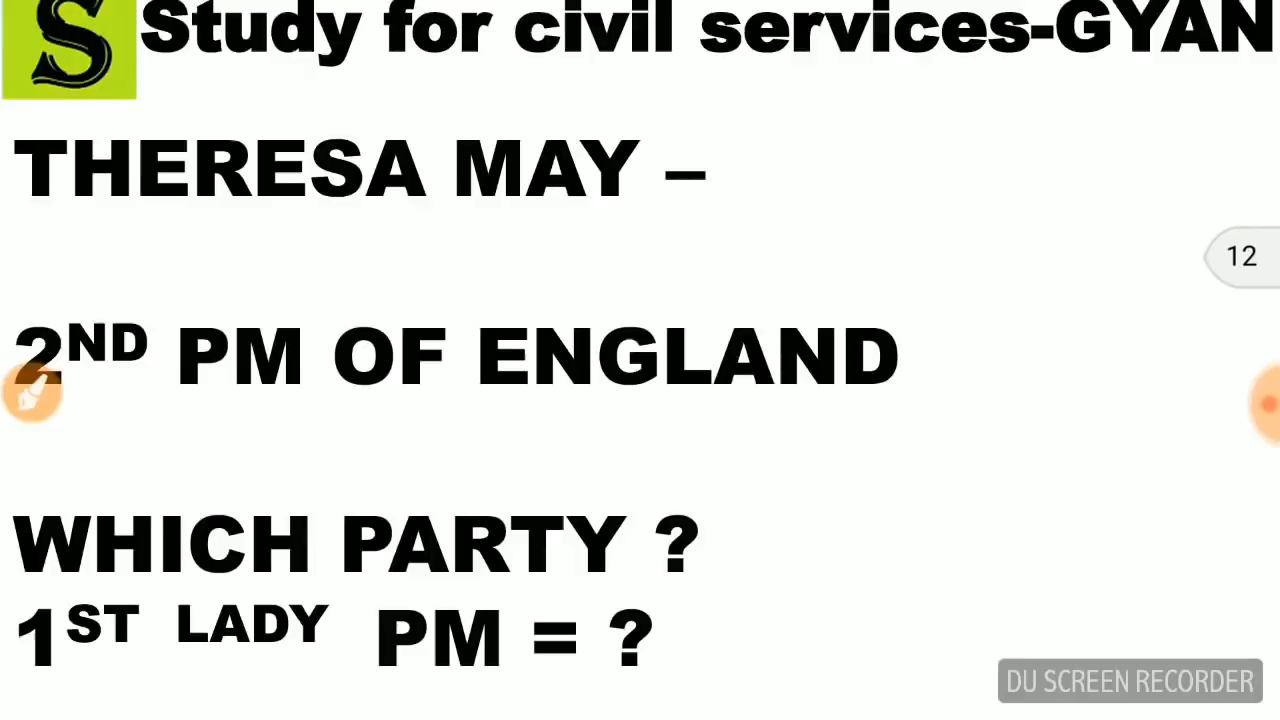 S Study for civil services-GYAN
THERESA MAY –
12
2ND PM OF ENGLAND
WHICH PARTY ?
1ST LADY PM = ?
DU SCREEN RECORDER